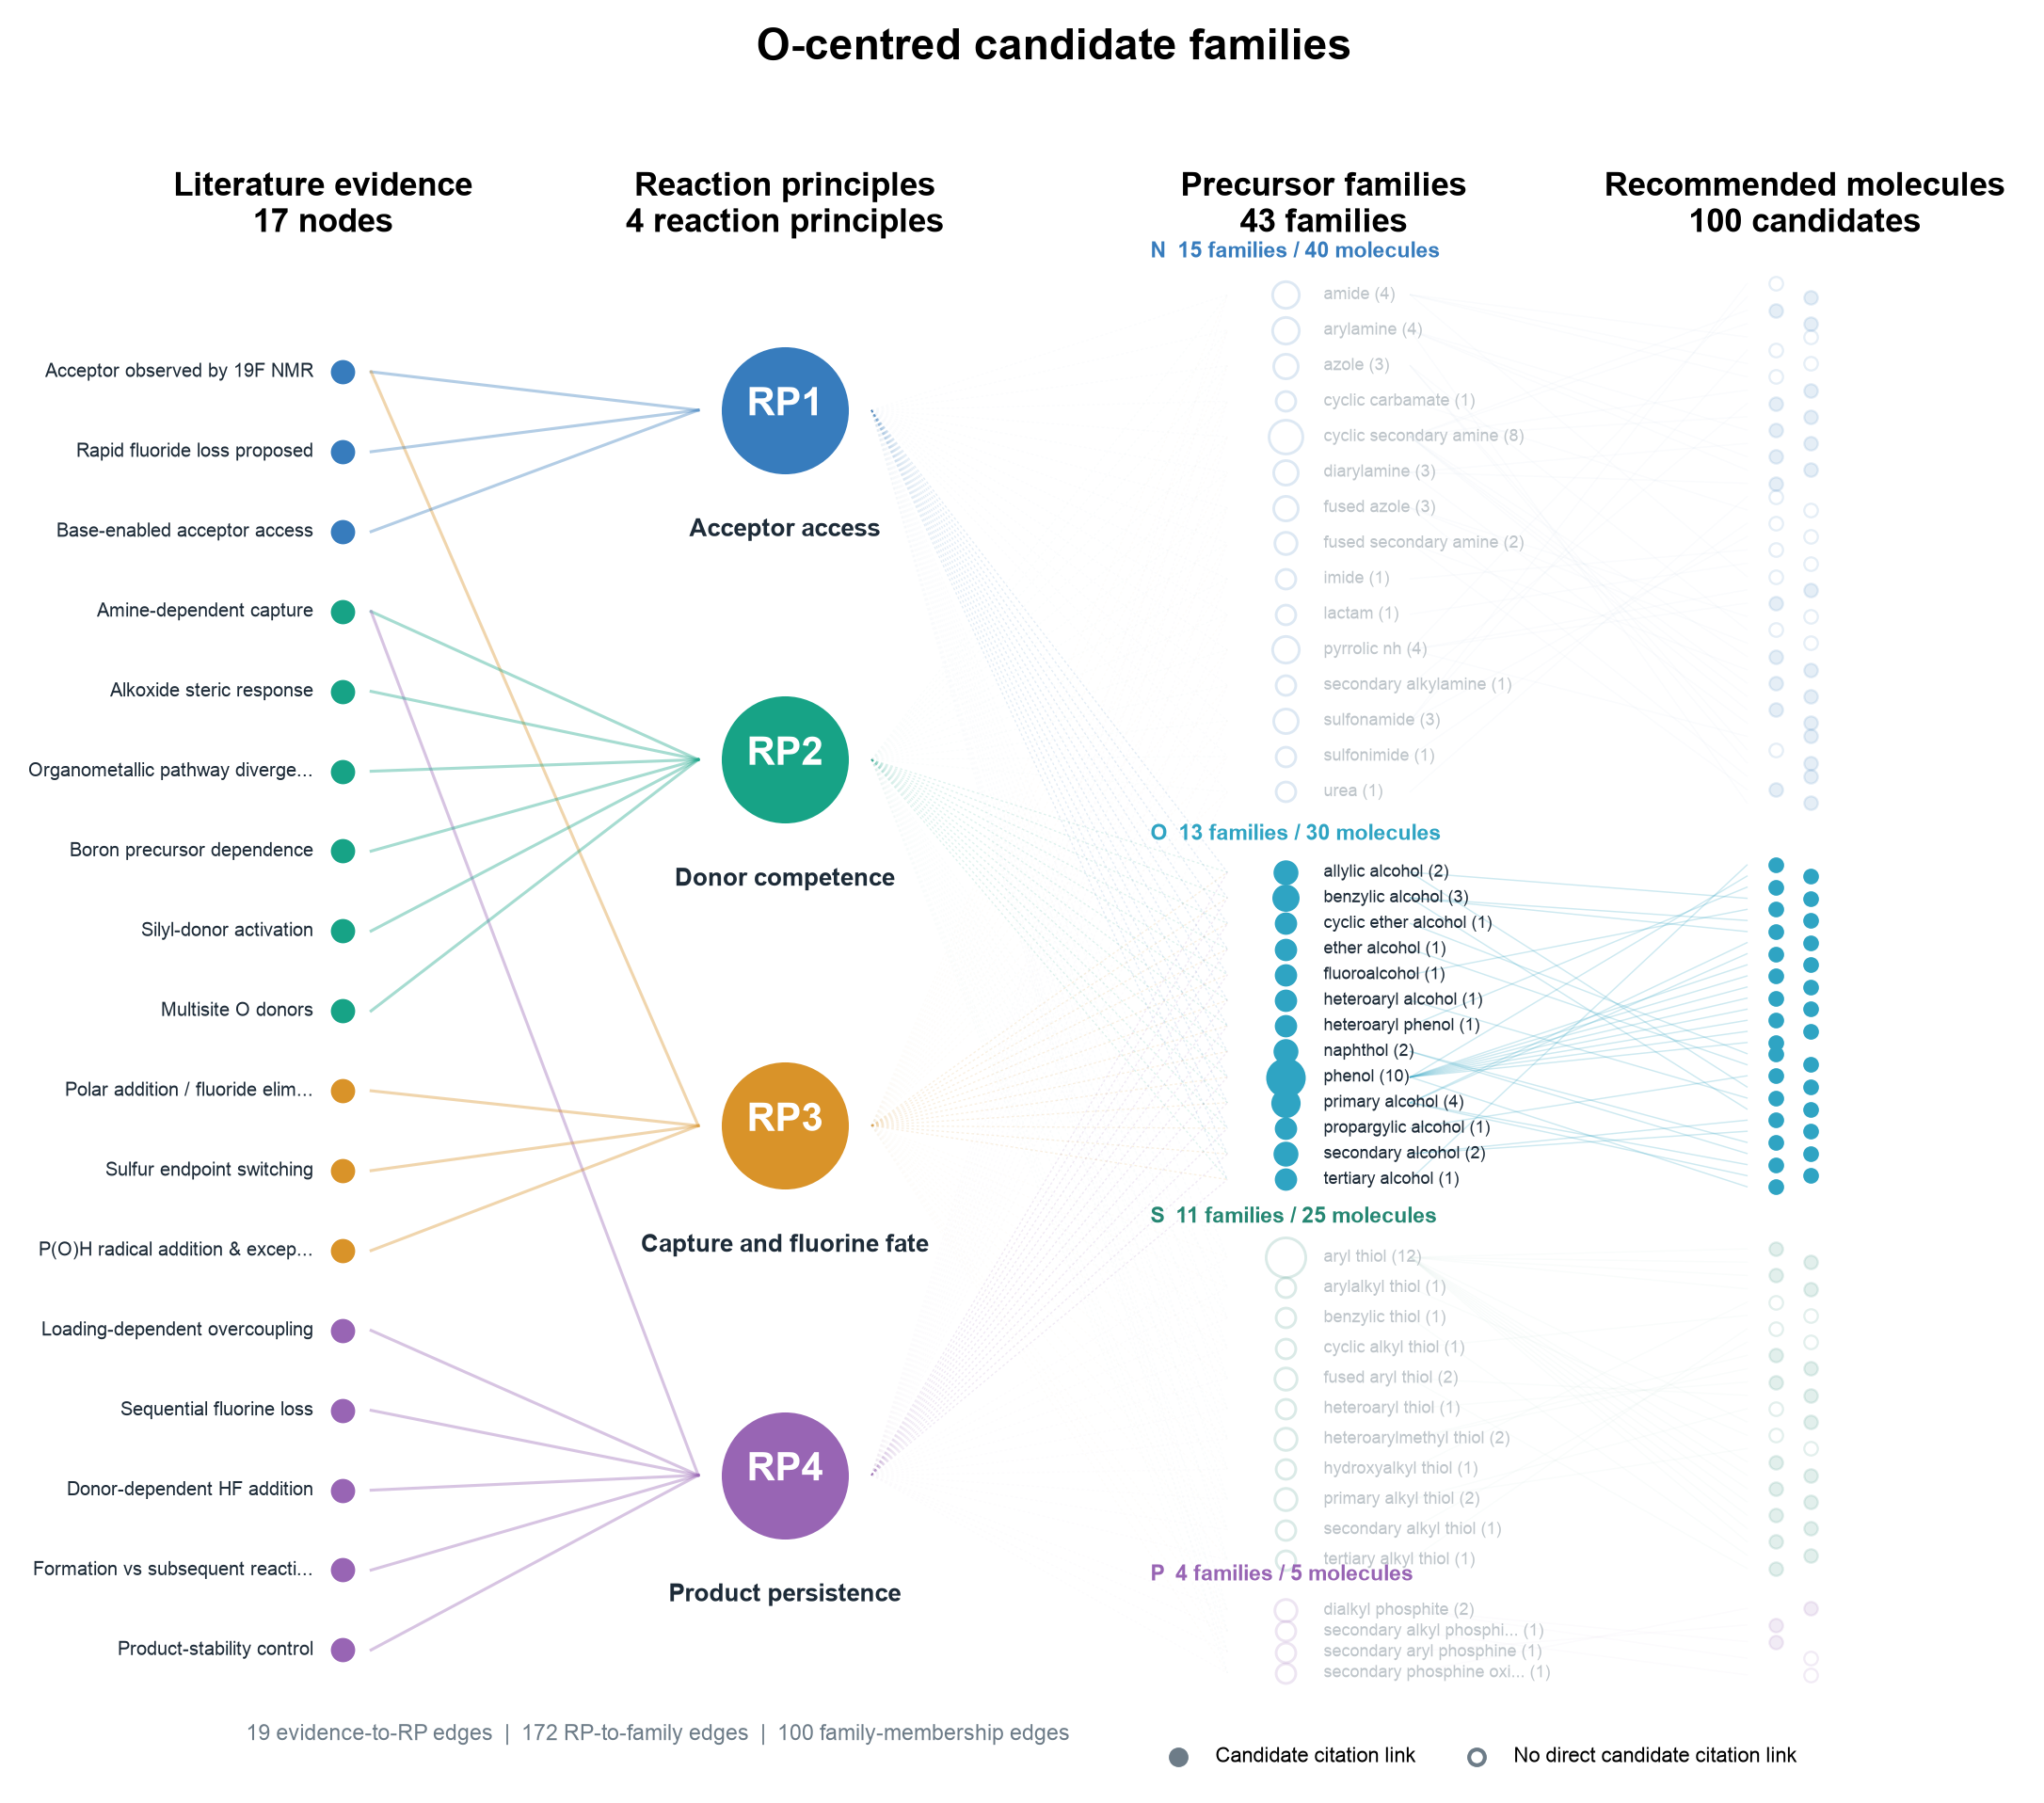 O-centred candidate families
Literature evidence
17 nodes
Reaction principles
4 reaction principles
Precursor families
43 families
Recommended molecules
100 candidates
Acceptor observed by 19F NMR
Rapid fluoride loss proposed
Base-enabled acceptor access
Amine-dependent capture
Alkoxide steric response
Organometallic pathway diverge...
Boron precursor dependence
Silyl-donor activation
Multisite O donors
Polar addition / fluoride elim...
Sulfur endpoint switching
P(O)H radical addition & excep...
Loading-dependent overcoupling
Sequential fluorine loss
Donor-dependent HF addition
Formation vs subsequent reacti...
Product-stability control
RP1
Acceptor access
RP2
Donor competence
RP3
Capture and fluorine fate
RP4
Product persistence
N 15 families / 40 molecules
amide (4)
arylamine (4)
azole (3)
cyclic carbamate (1)
cyclic secondary amine (8)
diarylamine (3)
fused azole (3)
fused secondary amine (2)
imide (1)
lactam (1)
pyrrolic nh (4)
secondary alkylamine (1)
sulfonamide (3)
sulfonimide (1)
urea (1)
O 13 families / 30 molecules
allylic alcohol (2)
benzylic alcohol (3)
cyclic ether alcohol (1)
ether alcohol (1)
fluoroalcohol (1)
heteroaryl alcohol (1)
heteroaryl phenol (1)
naphthol (2)
phenol (10)
primary alcohol (4)
propargylic alcohol (1)
secondary alcohol (2)
tertiary alcohol (1)
S 11 families / 25 molecules
aryl thiol (12)
arylalkyl thiol (1)
benzylic thiol (1)
cyclic alkyl thiol (1)
fused aryl thiol (2)
heteroaryl thiol (1)
heteroarylmethyl thiol (2)
hydroxyalkyl thiol (1)
primary alkyl thiol (2)
secondary alkyl thiol (1)
tertiary alkyl thiol (1)
P 4 families / 5 molecules
dialkyl phosphite (2)
secondary alkyl phosphi... (1)
secondary aryl phosphine (1)
secondary phosphine oxi... (1)
19 evidence-to-RP edges | 172 RP-to-family edges | 100 family-membership edges
Candidate citation link
No direct candidate citation link